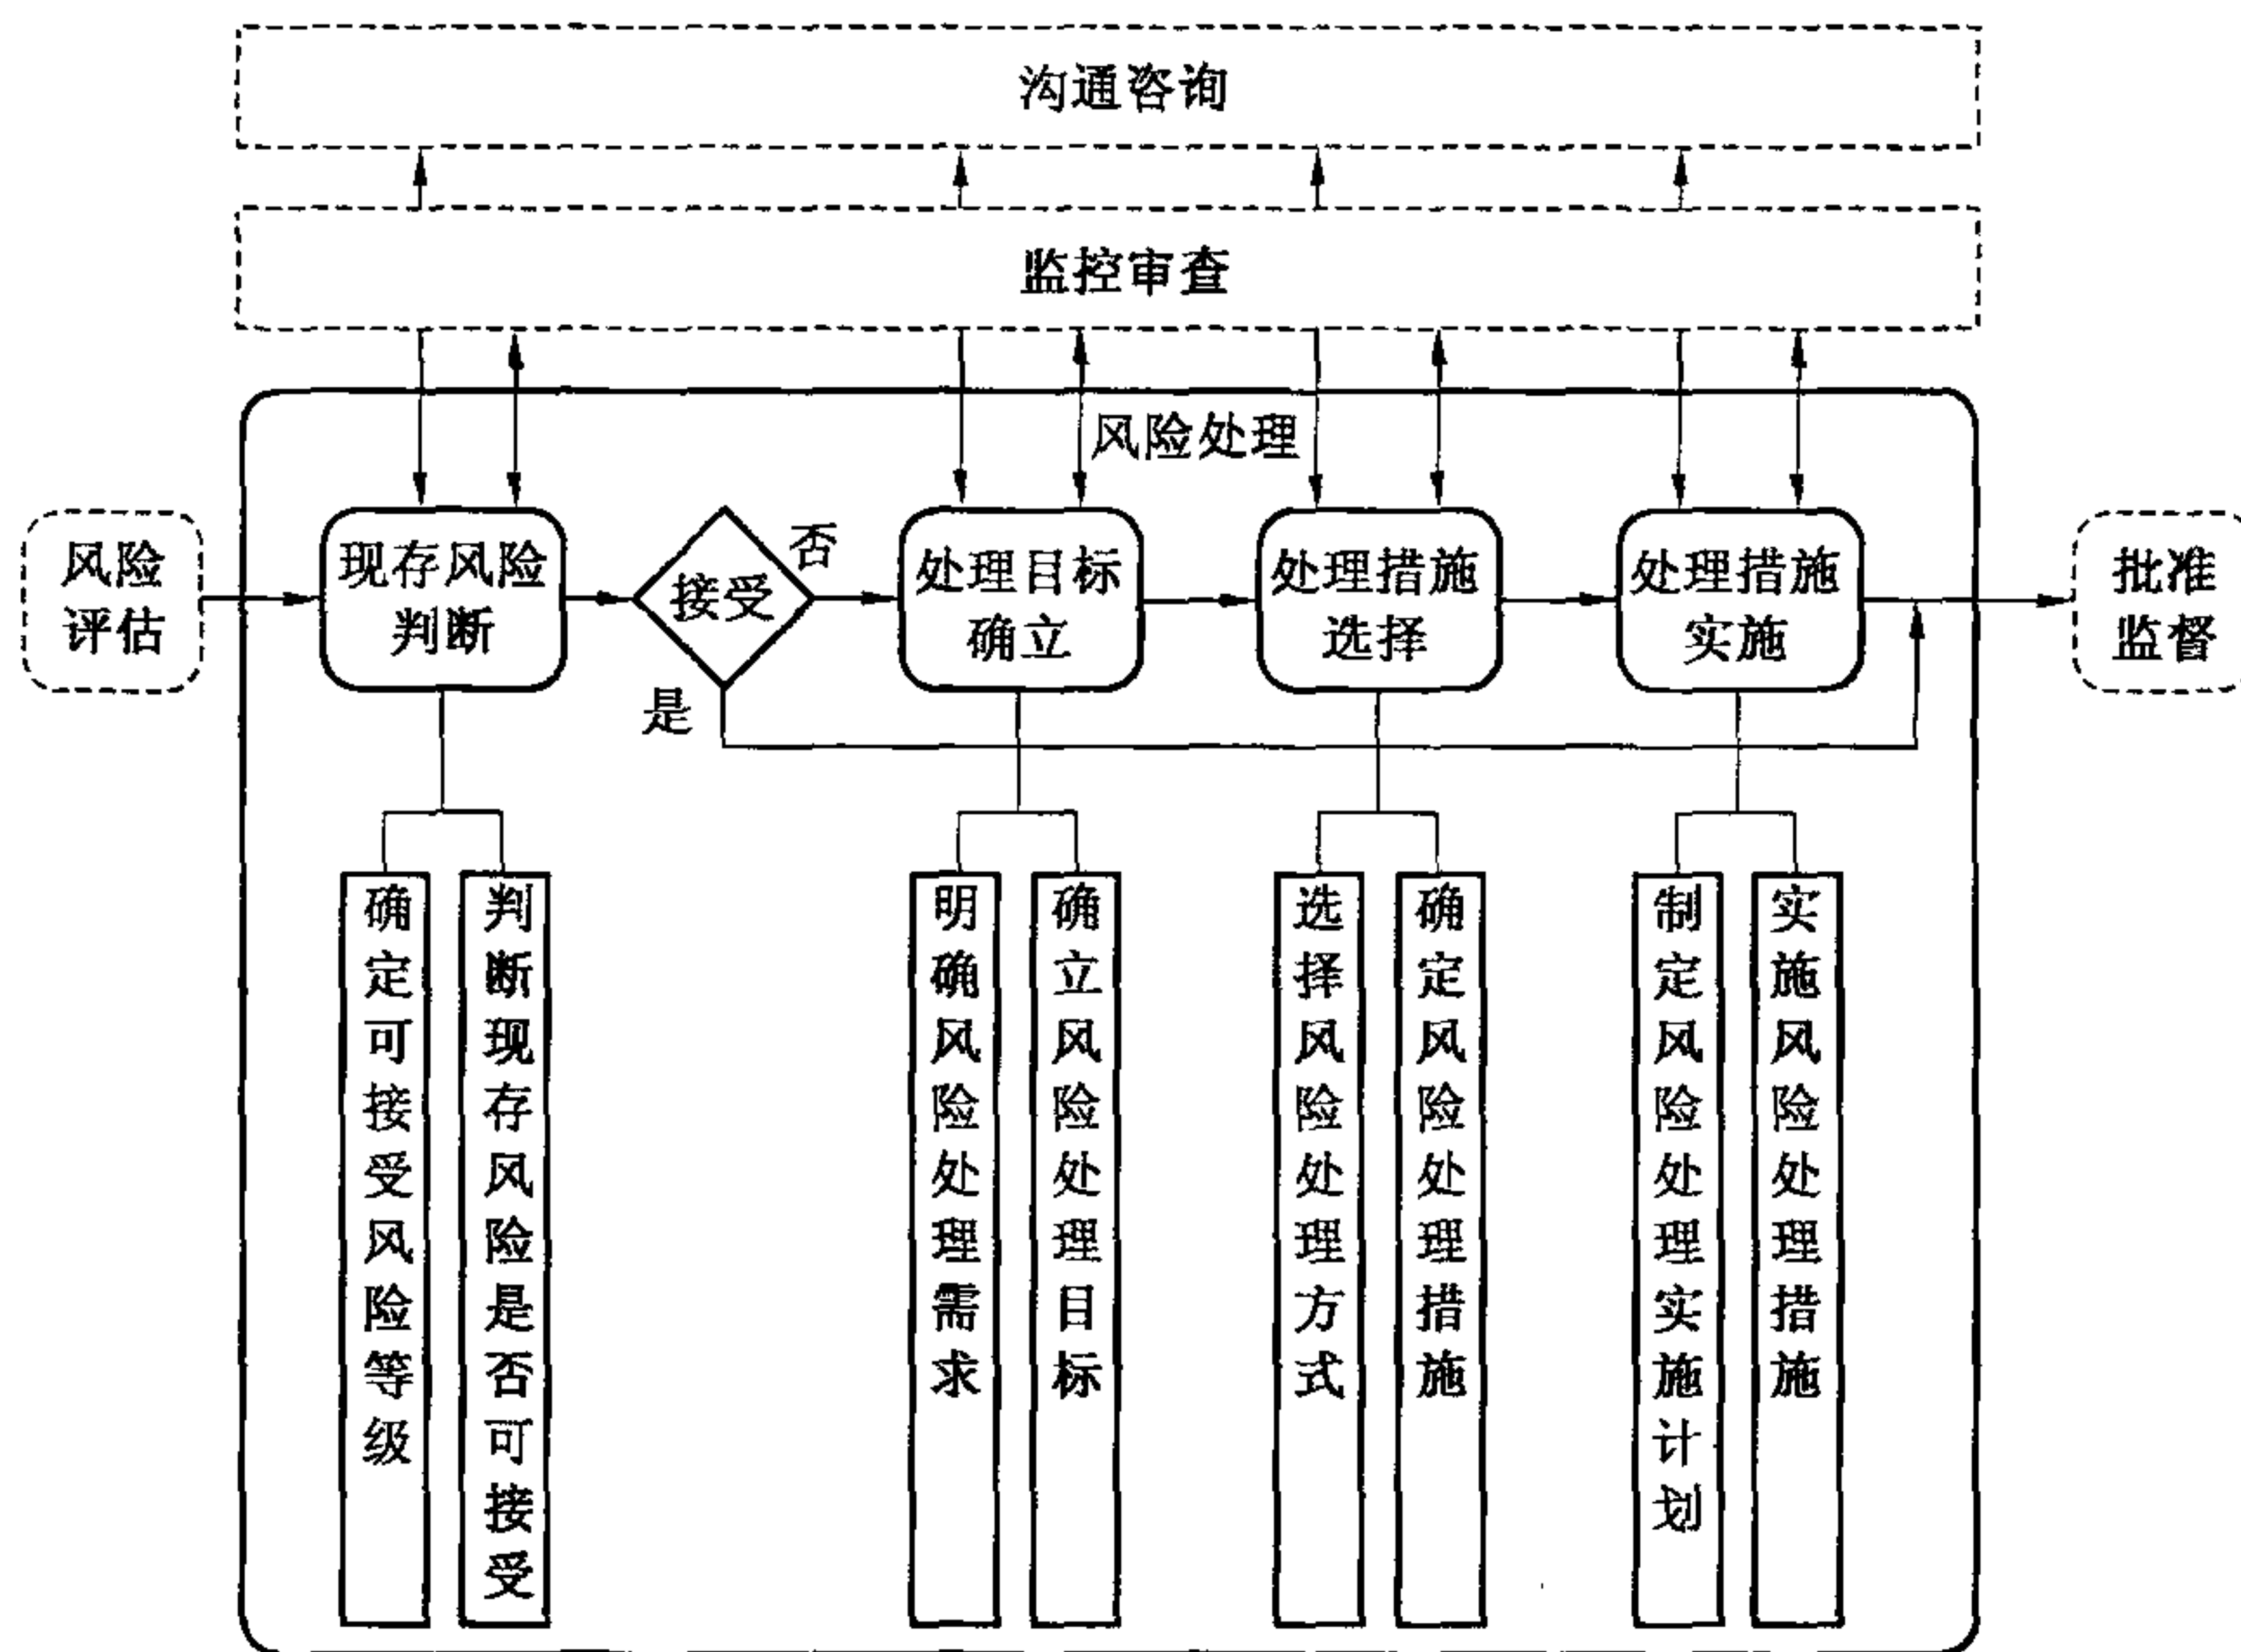 沟通咨询
监控审查
风险处理
风险
评估
现存风险
判断
接受
否
是
处理目标
确立
处理措施
选择
处理措施
实施
批准
监督
确定可接受风险等级
判断现存风险是否可接受
明确风险处理需求
确立风险处理目标
选择风险处理方式
确定风险处理措施
制定风险处理实施计划
实施风险处理措施